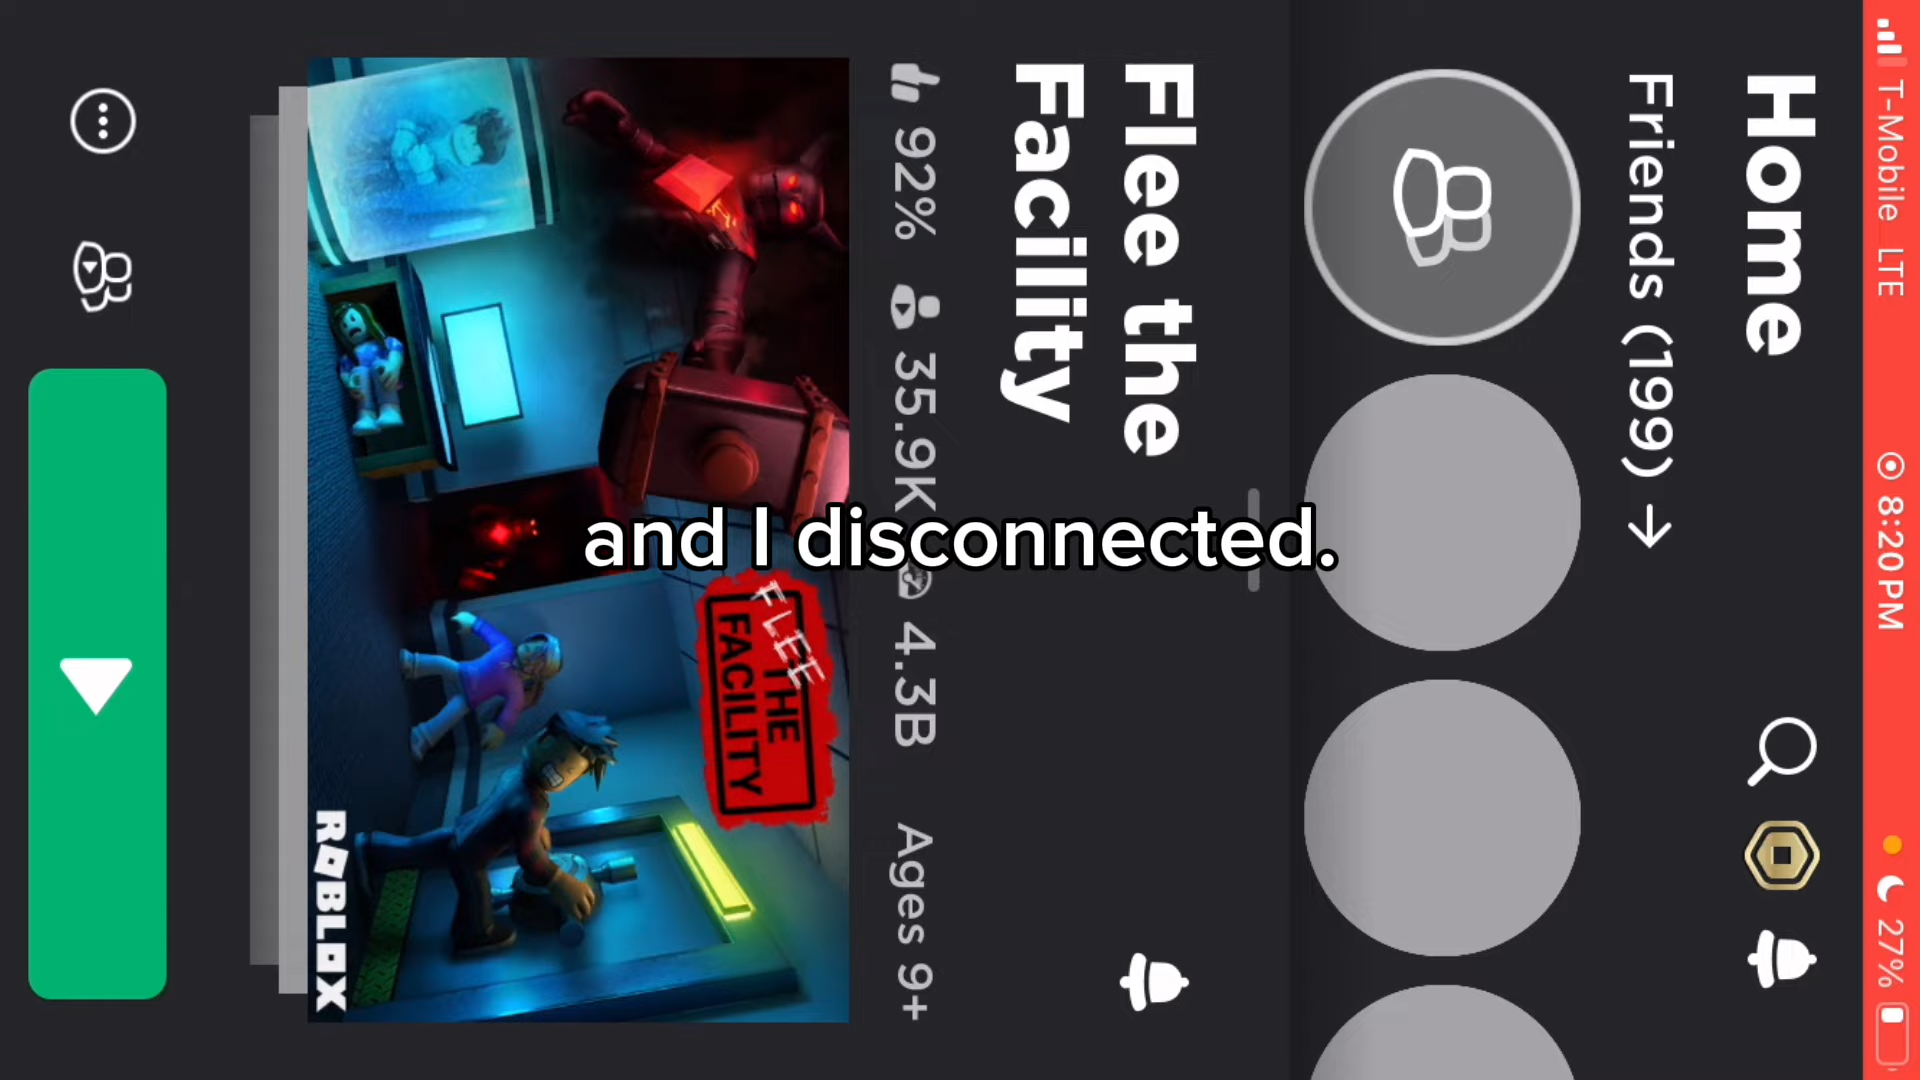 T-Mobile LTE 8:20 PM 27%
Home
Friends (199)
Flee the
Facility
92% 35.9K 4.3B Ages 9+
FLEE
THE
FACILITY
ROBLOX
and I disconnected.